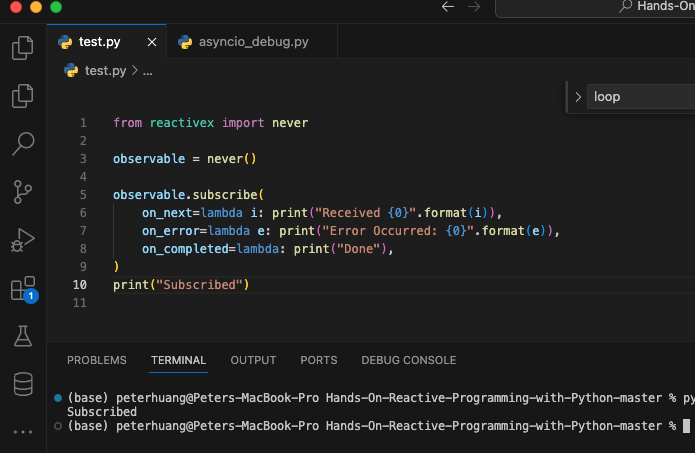 Hands-On
test.py
asyncio_debug.py
test.py > ...
> loop
1 from reactivex import never
2
3 observable = never()
4
5 observable.subscribe(
6 on_next=lambda i: print("Received {0}".format(i)),
7 on_error=lambda e: print("Error Occurred: {0}".format(e)),
8 on_completed=lambda: print("Done"),
9 )
10 print("Subscribed")
11
1
PROBLEMS TERMINAL OUTPUT PORTS DEBUG CONSOLE
(base) peterhuang@Peters-MacBook-Pro Hands-On-Reactive-Programming-with-Python-master % py
Subscribed
(base) peterhuang@Peters-MacBook-Pro Hands-On-Reactive-Programming-with-Python-master %